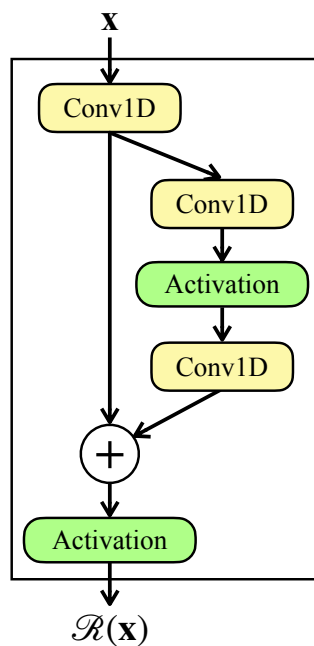 x
Conv1D
Conv1D
Activation
Conv1D
+
Activation
ℛ(x)